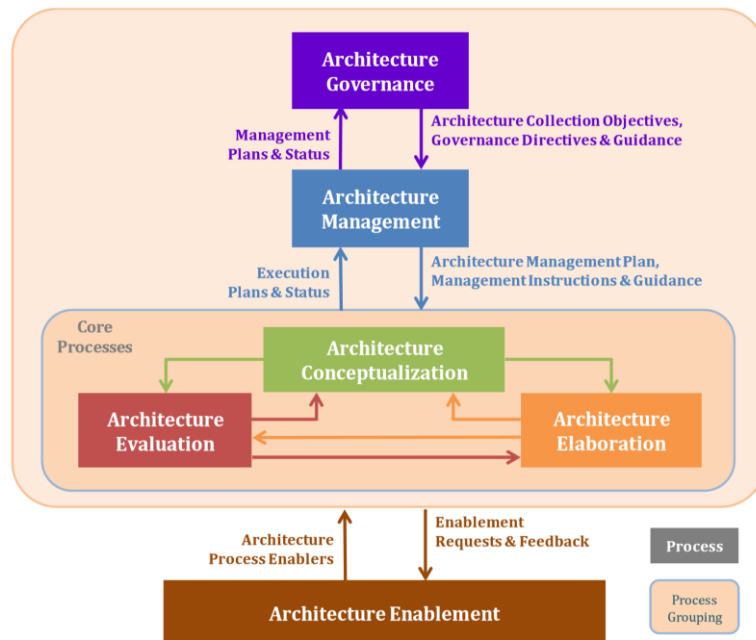 Architecture
Governance
Management
Plans & Status
Architecture Collection Objectives,
Governance Directives & Guidance
Architecture
Management
Execution
Plans & Status
Architecture Management Plan,
Management Instructions & Guidance
Core
Processes
Architecture
Conceptualization
Architecture
Evaluation
Architecture
Elaboration
Architecture
Process Enablers
Enablement
Requests & Feedback
Process
Architecture Enablement
Process
Grouping